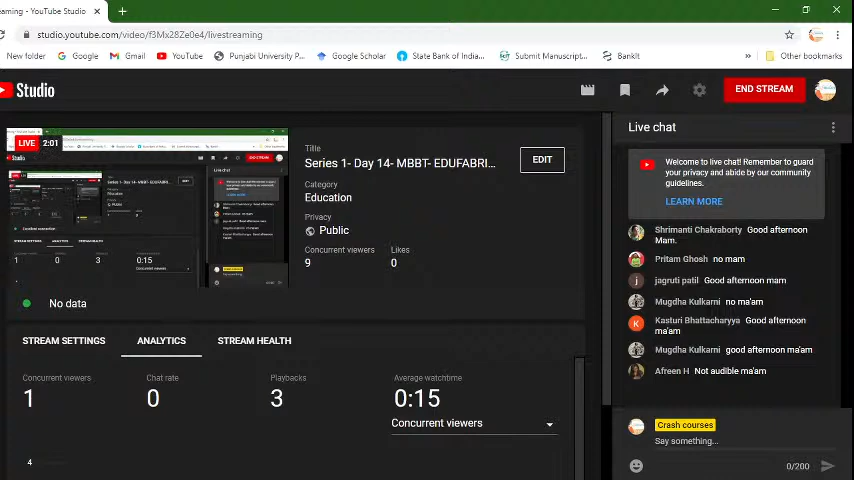 eaming - YouTube Studio
studio.youtube.com/video/f3Mx28Ze0e4/livestreaming
New folder Google Gmail YouTube Punjabi University P... Google Scholar State Bank of Indi... Submit Manuscript... BankIt » Other bookmarks
Studio
END STREAM
LIVE 2:01
Title
Series 1- Day 14- MBBT- EDUFABRI...
EDIT
Category
Education
Privacy
Public
Concurrent viewers Likes
9 0
No data
STREAM SETTINGS ANALYTICS STREAM HEALTH
Concurrent viewers Chat rate Playbacks Average watchtime
1 0 3 0:15
Concurrent viewers
4
Live chat
Welcome to live chat! Remember to guard
your privacy and abide by our community
guidelines.
LEARN MORE
Shrimanti Chakraborty Good afternoon
Mam.
Pritam Ghosh no mam
j jagruti patil Good afternoon mam
Mugdha Kulkarni no ma'am
K Kasturi Bhattacharyya Good afternoon
ma'am
Mugdha Kulkarni good afternoon ma'am
Afreen H Not audible ma'am
Crash courses
Say something...
0/200